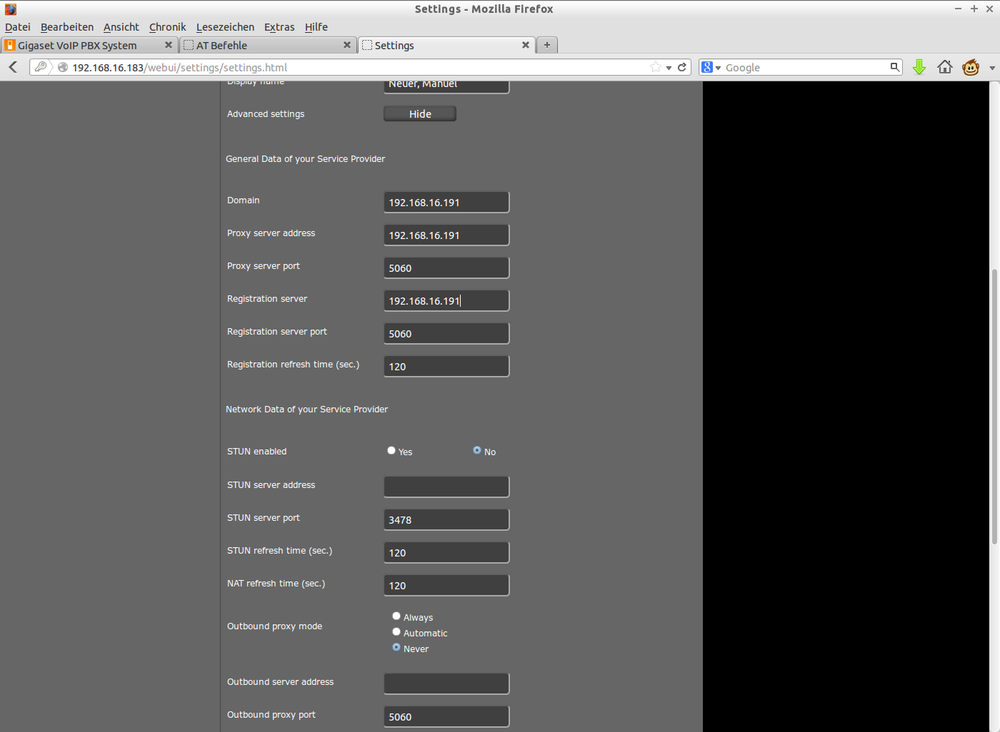 Settings - Mozilla Firefox
Datei Bearbeiten Ansicht Chronik Lesezeichen Extras Hilfe
Gigaset VoIP PBX System AT Befehle Settings
192.168.16.183/webui/settings/settings.html Google
Display name Neuer, Manuel
Advanced settings Hide
General Data of your Service Provider
Domain 192.168.16.191
Proxy server address 192.168.16.191
Proxy server port 5060
Registration server 192.168.16.191
Registration server port 5060
Registration refresh time (sec.) 120
Network Data of your Service Provider
STUN enabled Yes No
STUN server address
STUN server port 3478
STUN refresh time (sec.) 120
NAT refresh time (sec.) 120
Always
Outbound proxy mode
Automatic
Never
Outbound server address
Outbound proxy port 5060